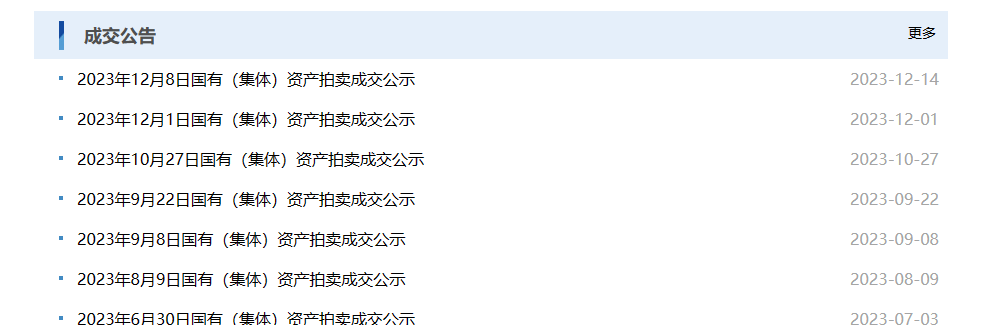 成交公告 更多
2023年12月8日国有（集体）资产拍卖成交公示 2023-12-14
2023年12月1日国有（集体）资产拍卖成交公示 2023-12-01
2023年10月27日国有（集体）资产拍卖成交公示 2023-10-27
2023年9月22日国有（集体）资产拍卖成交公示 2023-09-22
2023年9月8日国有（集体）资产拍卖成交公示 2023-09-08
2023年8月9日国有（集体）资产拍卖成交公示 2023-08-09
2023年6月30日国有（集体）资产拍卖成交公示 2023-07-03